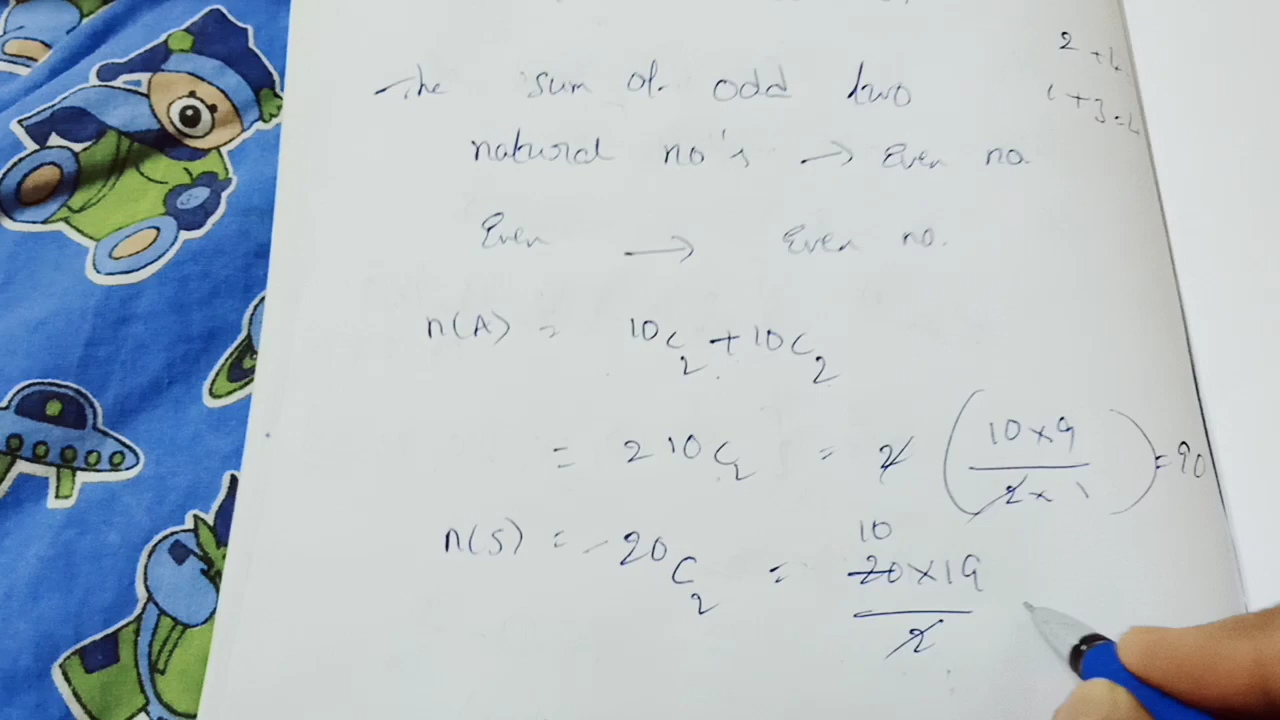 The sum of odd two
natural no's → Even no.
Even → Even no.
n(A) = 10C2 + 10C2
= 2 10C2 = 2 (10×9 / 2×1) = 90
n(S) = 20C2 = 20×19 / 2
10
2 + 4
1 + 3 = 4